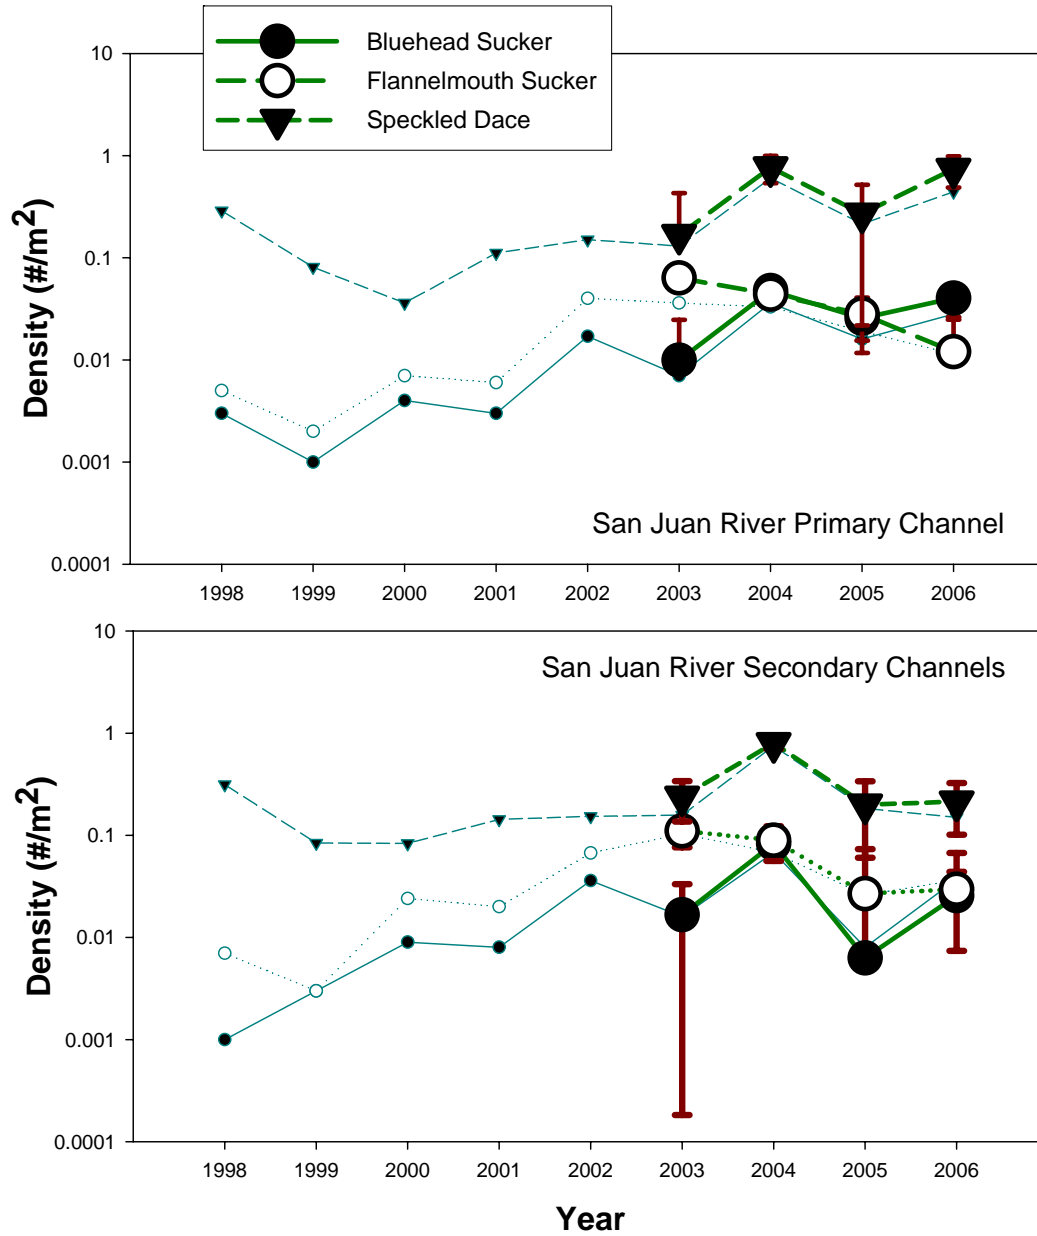 Bluehead Sucker
Flannelmouth Sucker
Speckled Dace
10
1
0.1
0.01
0.001
0.0001
Density (#/m²)
San Juan River Primary Channel
1998 1999 2000 2001 2002 2003 2004 2005 2006
San Juan River Secondary Channels
10
1
0.1
0.01
0.001
0.0001
Density (#/m²)
1998 1999 2000 2001 2002 2003 2004 2005 2006
Year